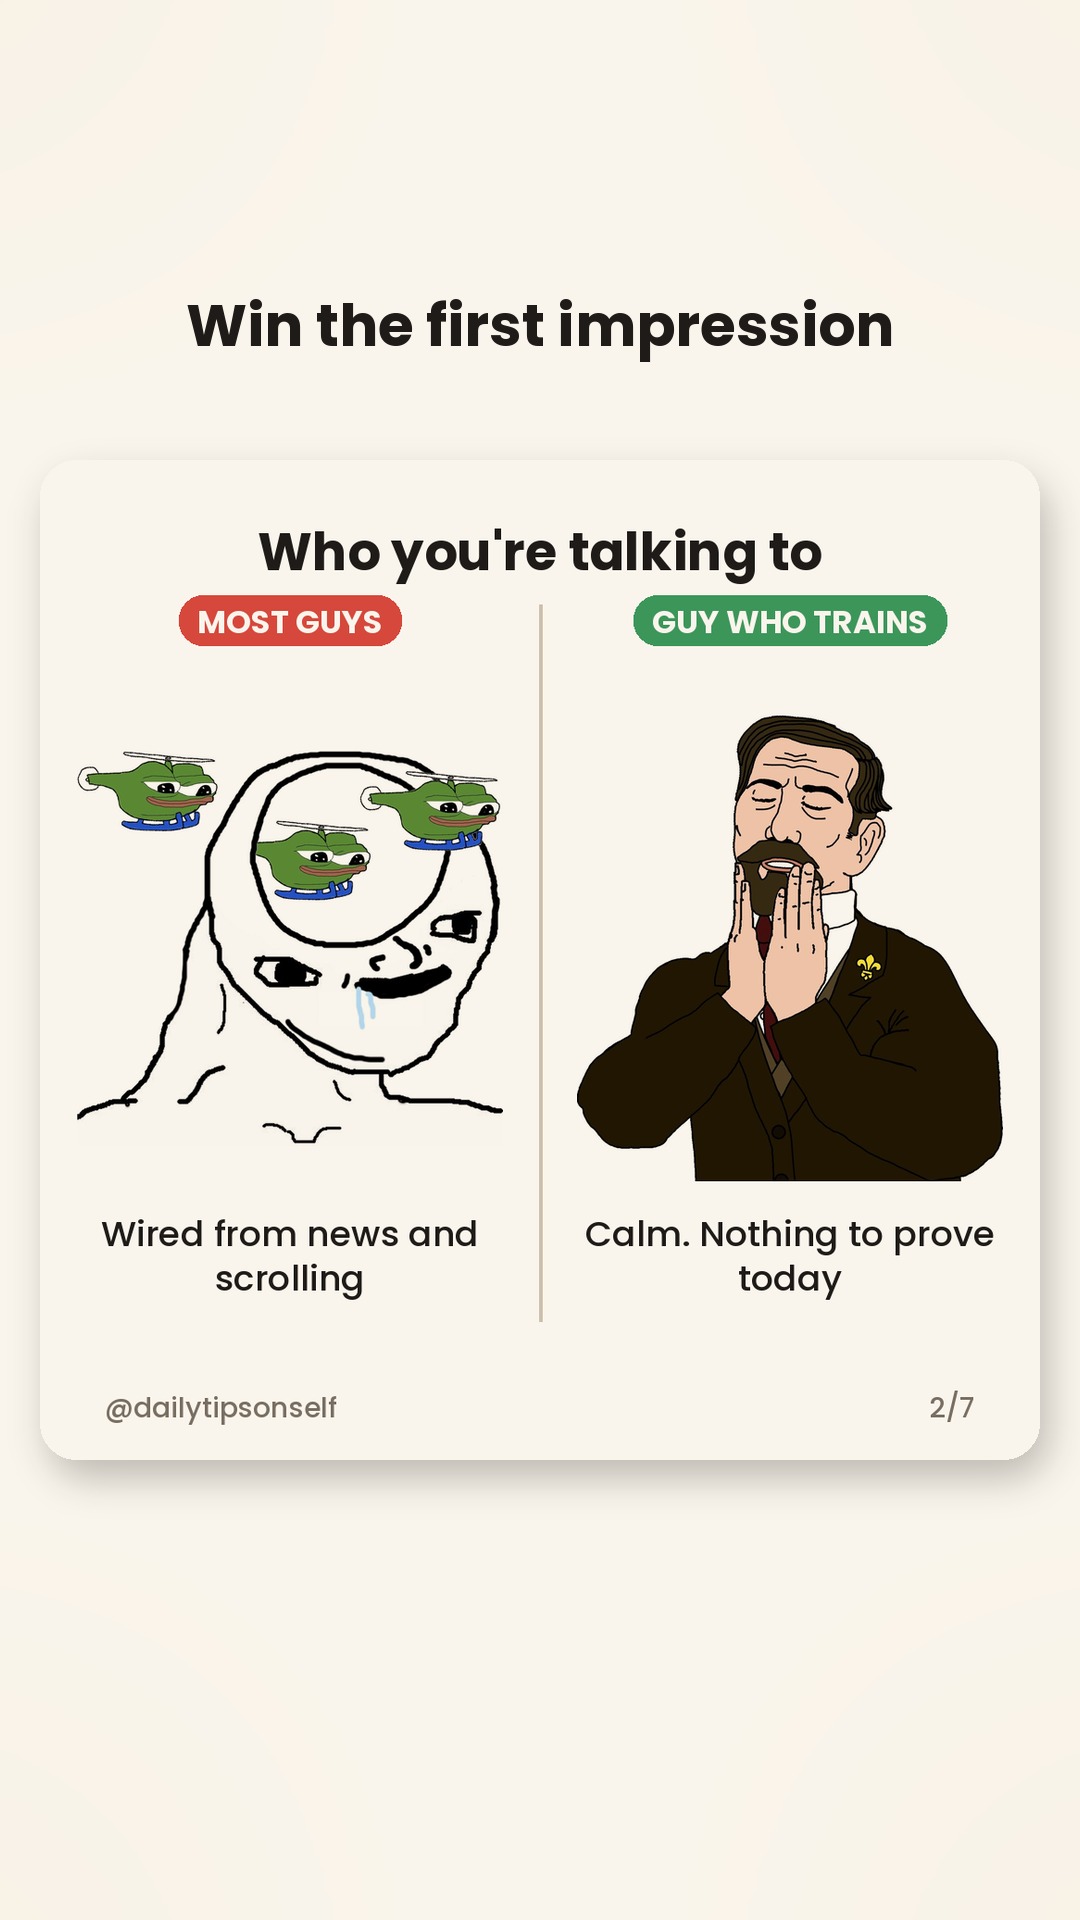 Win the first impression
Who you're talking to
MOST GUYS
GUY WHO TRAINS
Wired from news and
scrolling
Calm. Nothing to prove
today
@dailytipsonself
2/7